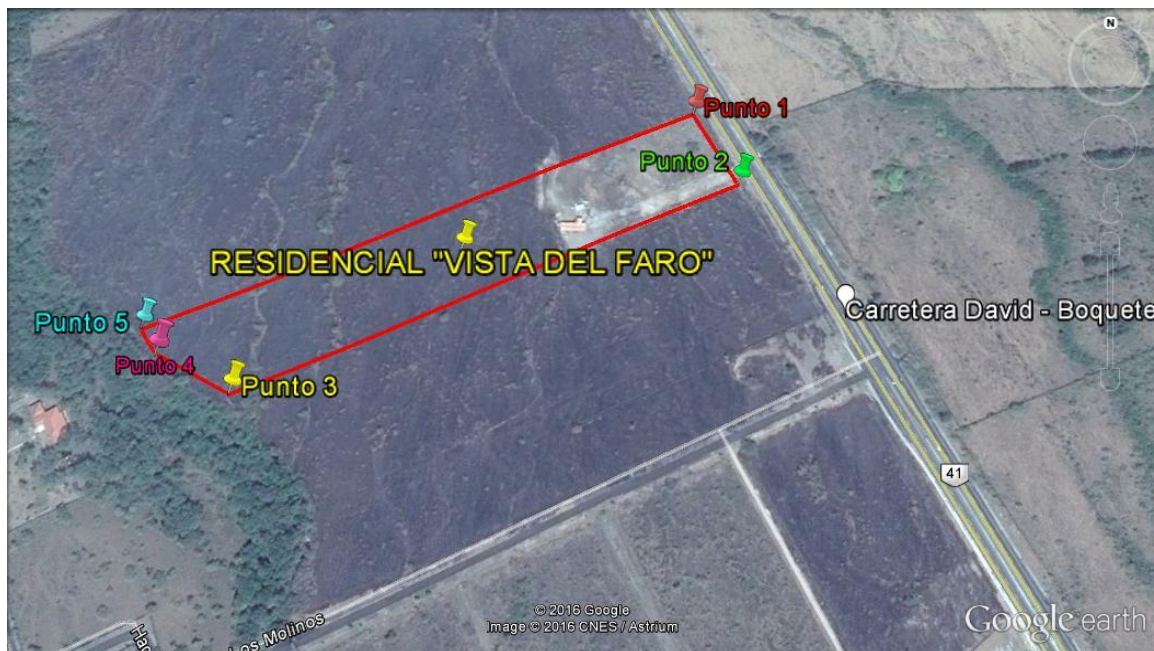 N
Punto 1
Punto 2
RESIDENCIAL "VISTA DEL FARO"
Carretera David - Boquete
Punto 5
Punto 4
Punto 3
41
Los Molinos
© 2016 Google
Image © 2016 CNES / Astrium
Google earth